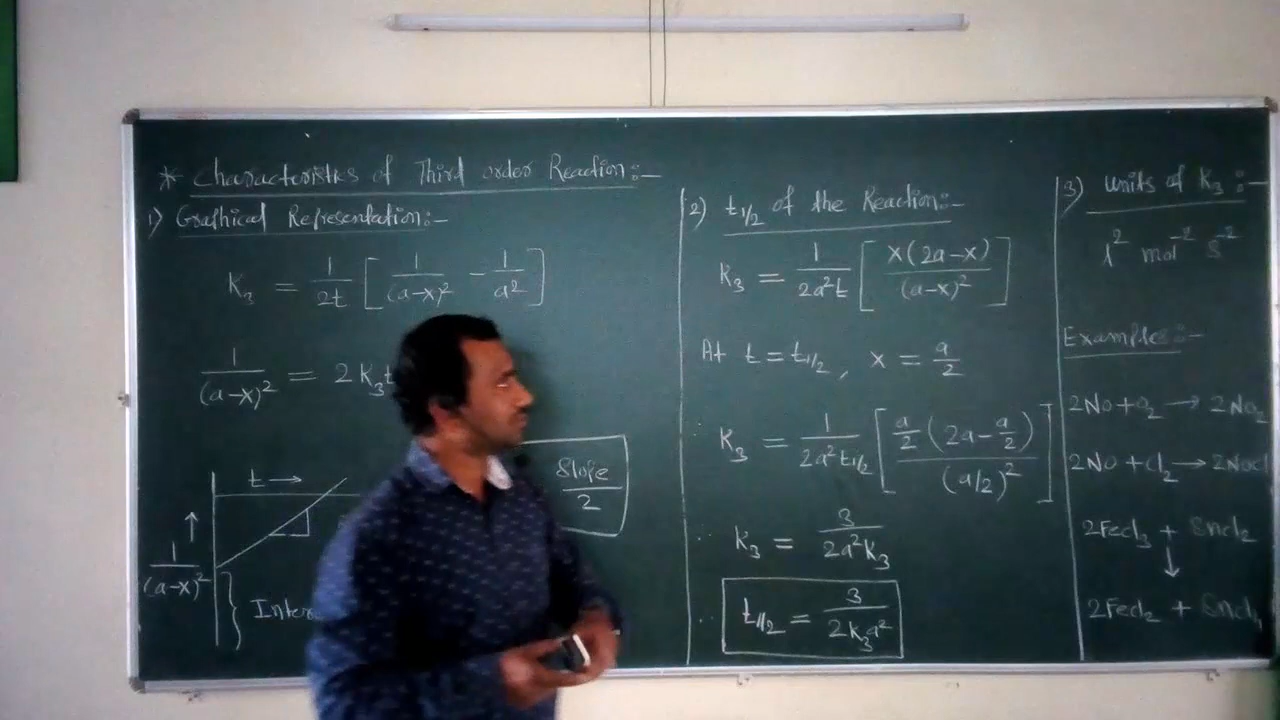 * Characteristics of Third order Reaction:-
1) Graphical Representation:-
K₃ = 1/2t [1/(a-x)² - 1/a²]
1/(a-x)² = 2K₃t
t →
1/(a-x)²
Slope/2
2) t₁/₂ of the Reaction:-
K₃ = 1/2a²t [x(2a-x)/(a-x)²]
At t = t₁/₂, x = a/2
∴ K₃ = 1/2a²t₁/₂ [a/2 (2a-a/2)/(a/2)²]
∴ K₃ = 3/2a²K₃
∴ t₁/₂ = 3/2K₃a²
3) units of K₃:-
l² mol⁻² s⁻²
Examples:-
2NO + O₂ → 2NO₂
2NO + Cl₂ → 2NOCl
2FeCl₃ + SnCl₂
↓
2FeCl₂ + SnCl₄